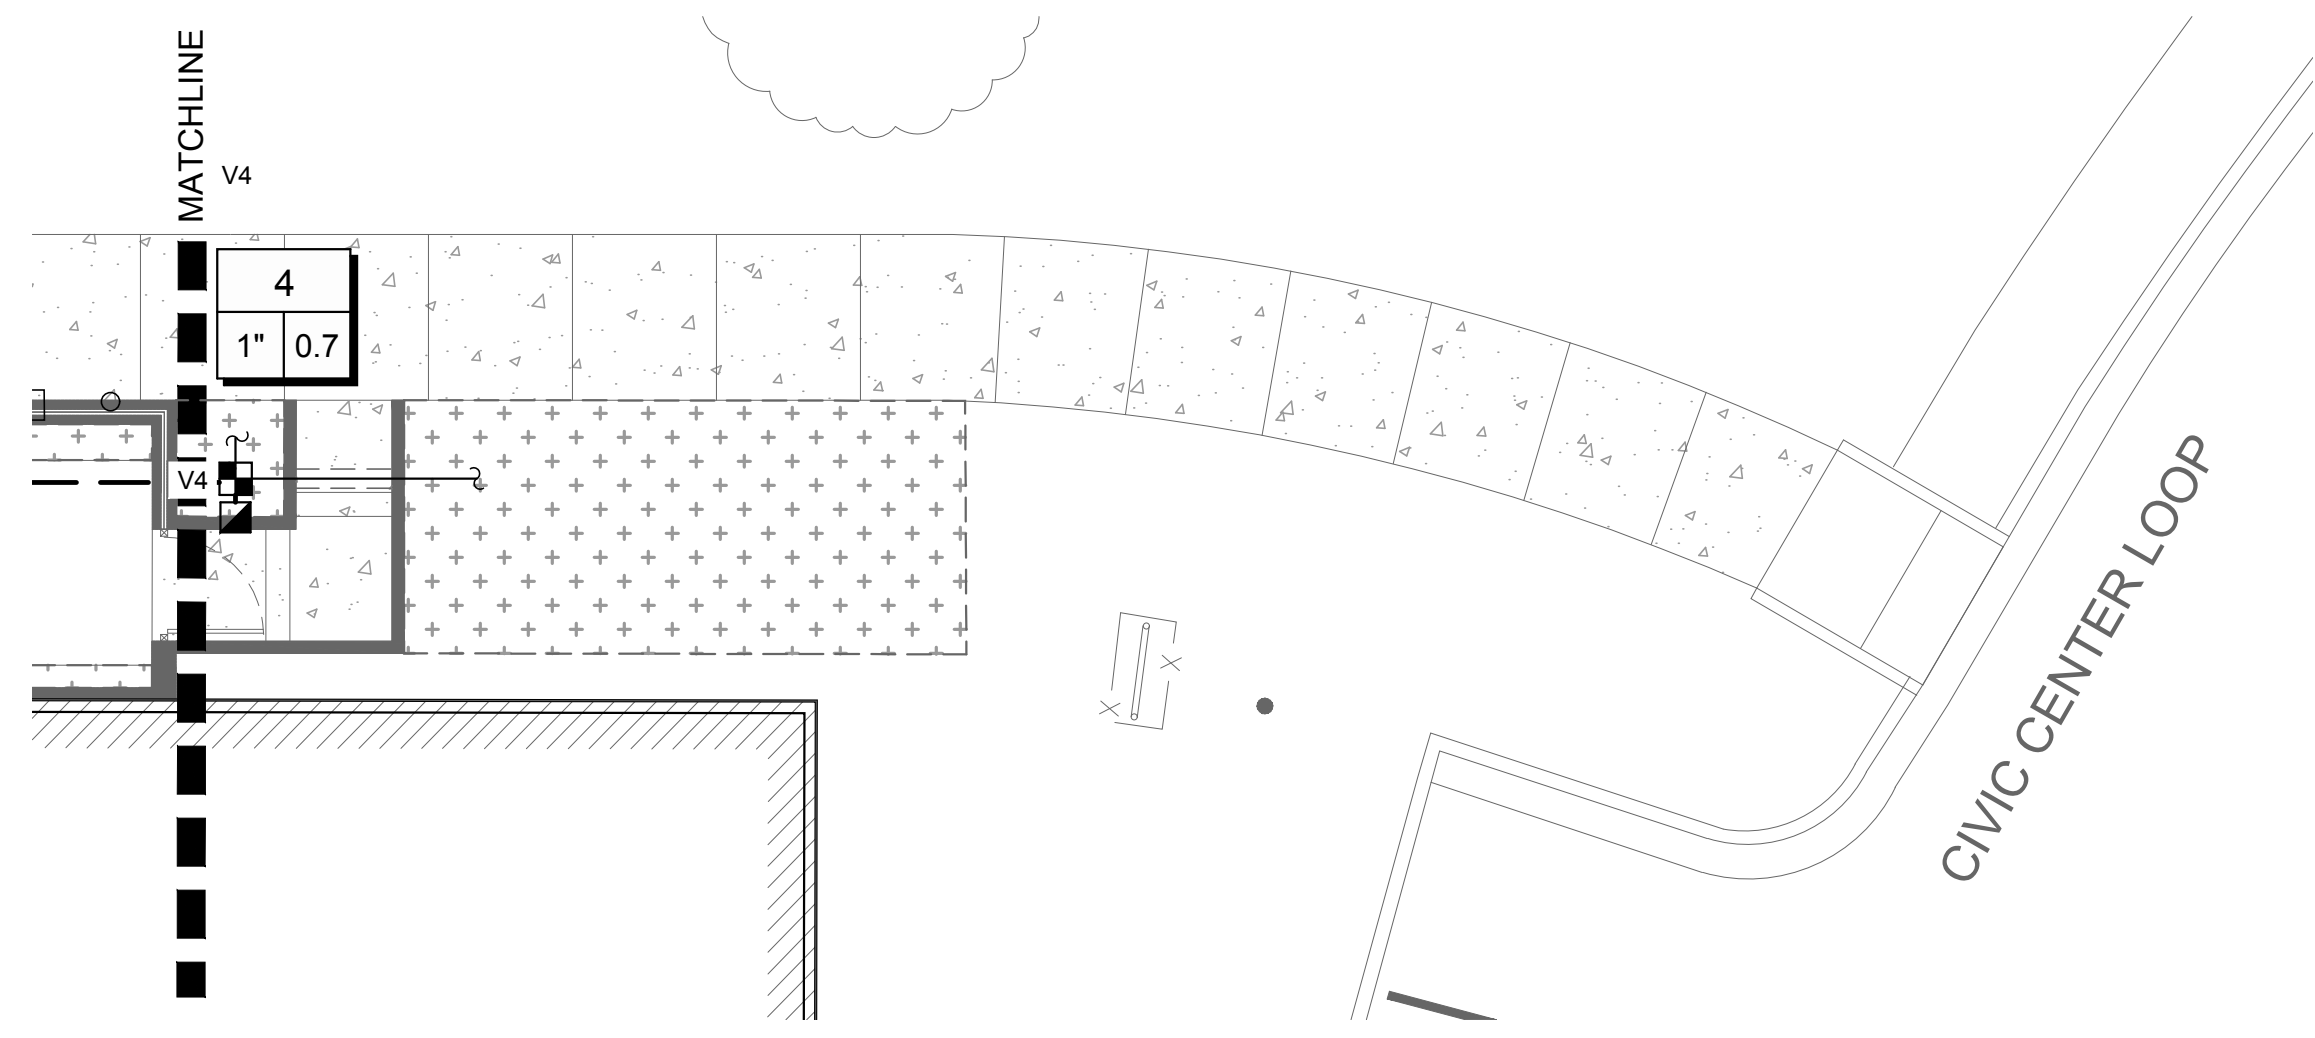 MATCHLINE
V4
4
1" 0.7
V4
CIVIC CENTER LOOP